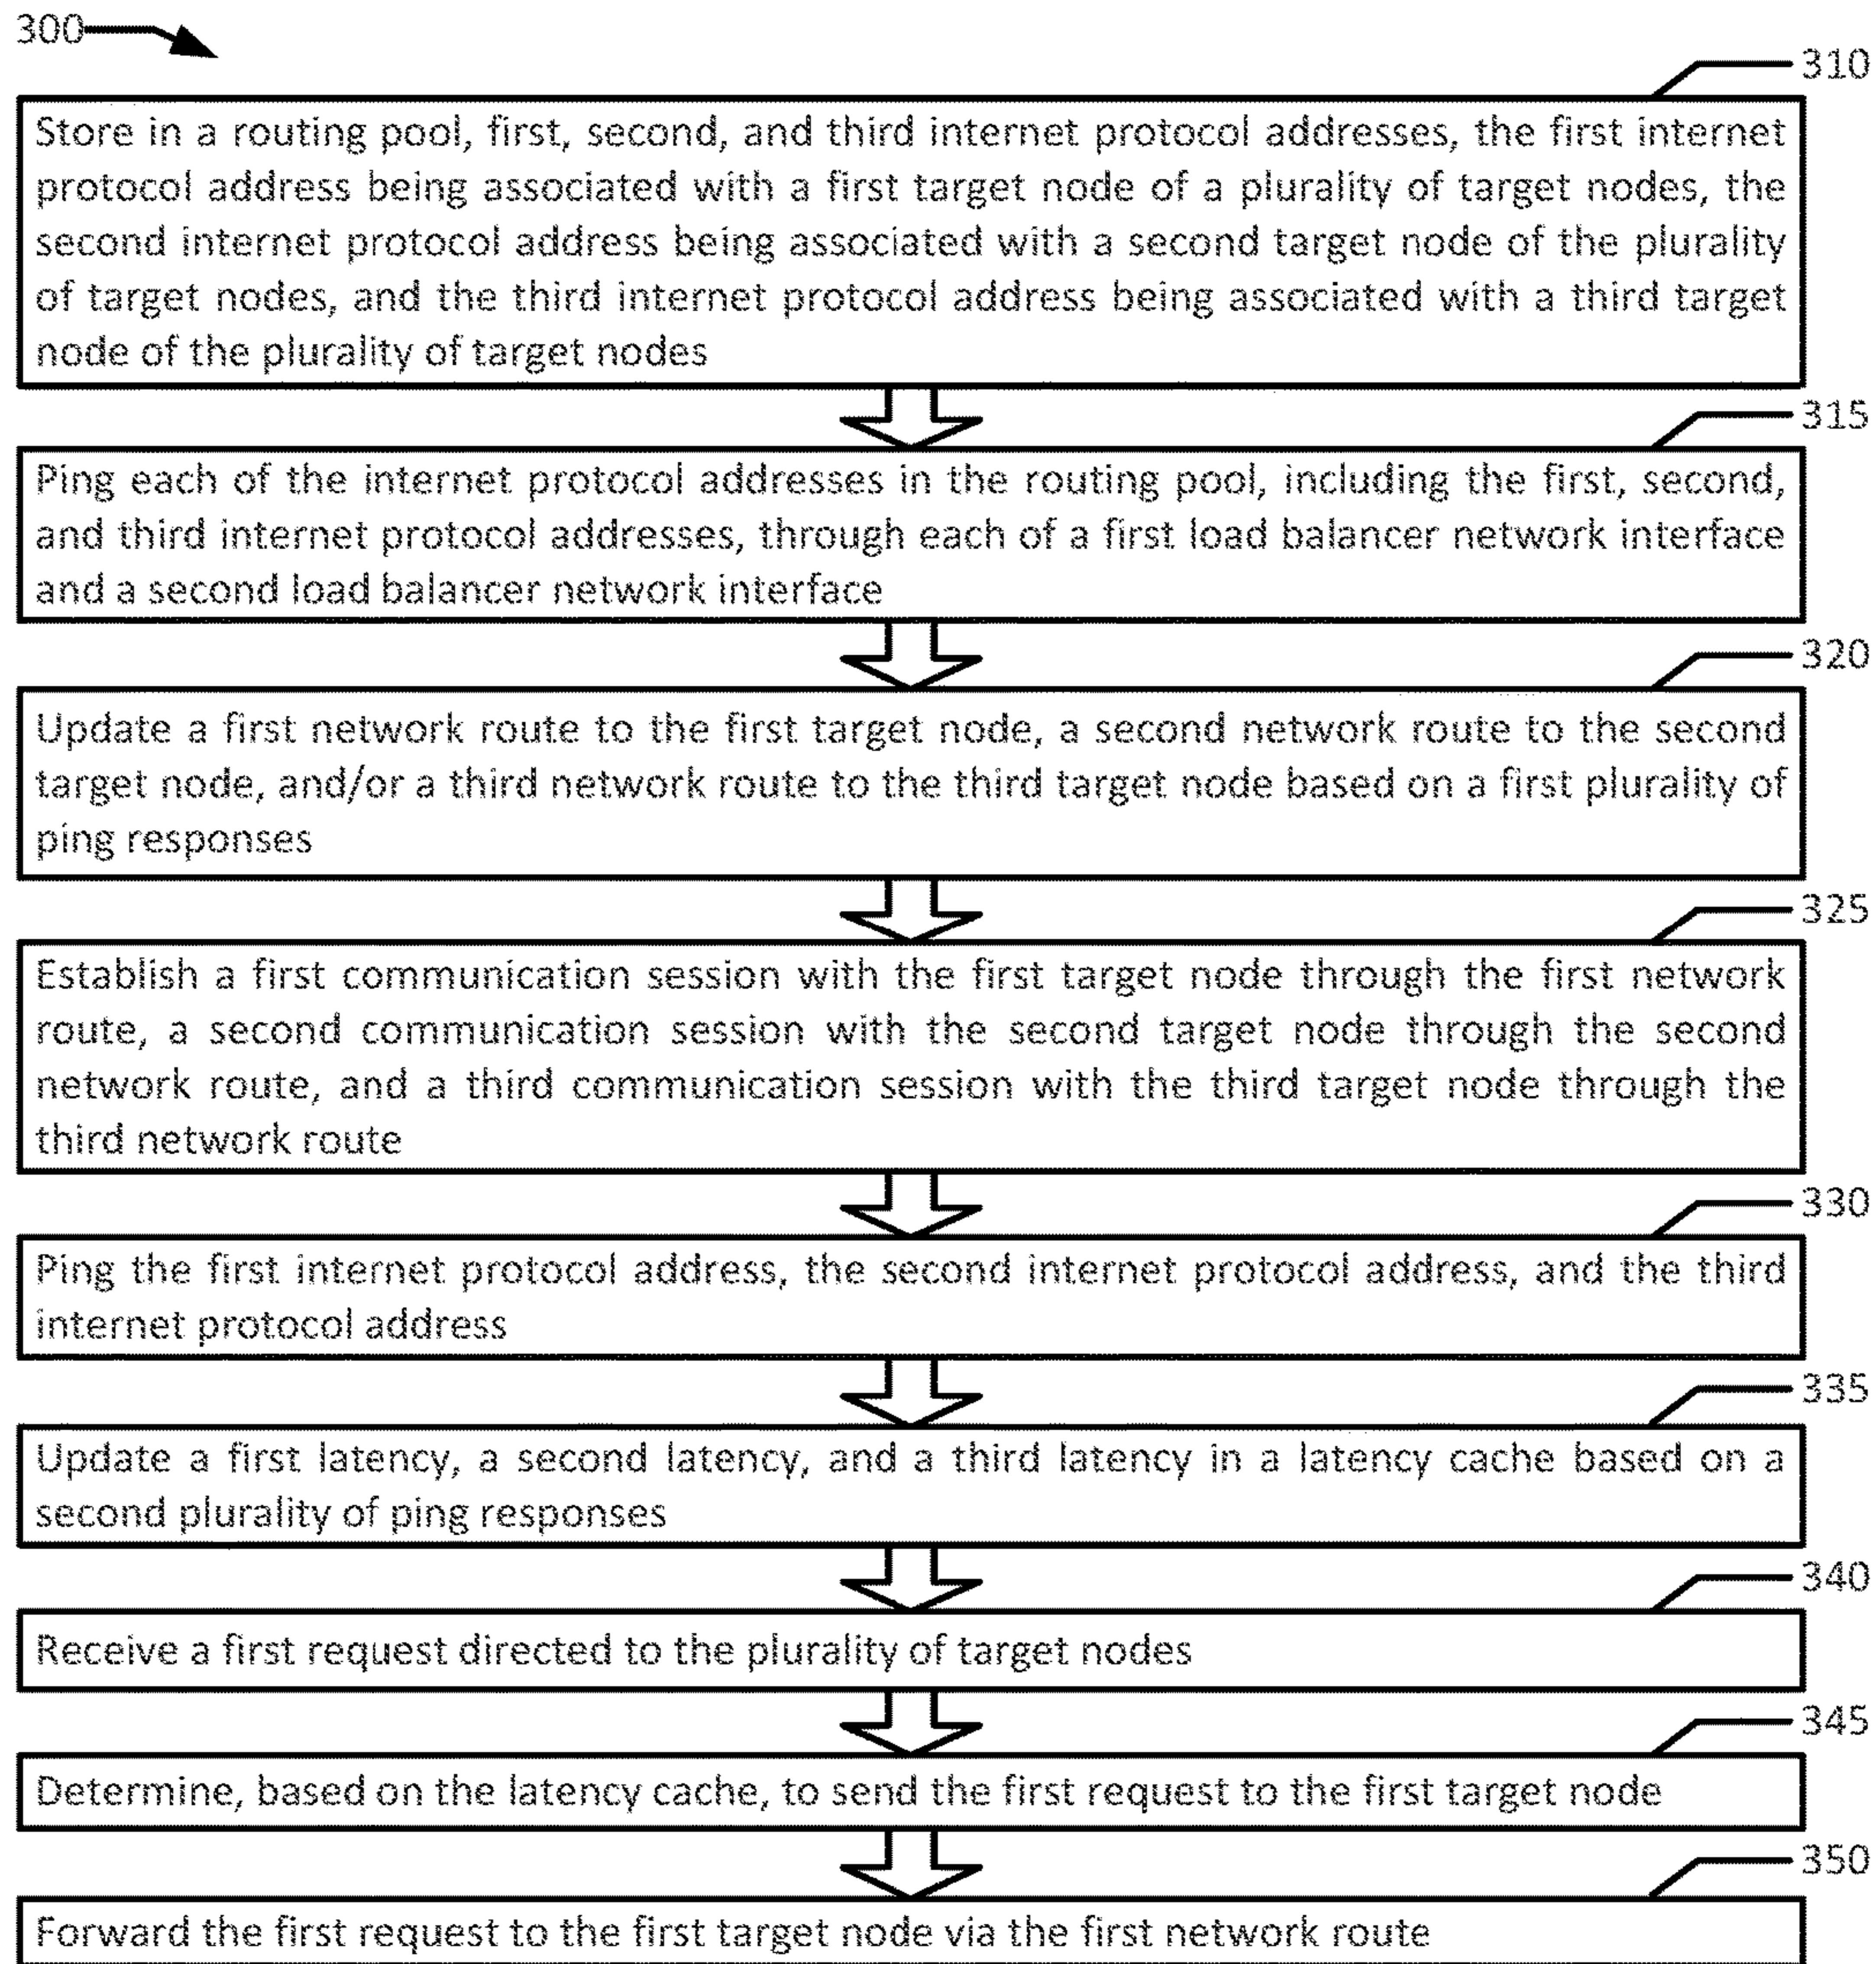 300
310
Store in a routing pool, first, second, and third internet protocol addresses, the first internet
protocol address being associated with a first target node of a plurality of target nodes, the
second internet protocol address being associated with a second target node of the plurality
of target nodes, and the third internet protocol address being associated with a third target
node of the plurality of target nodes
315
Ping each of the internet protocol addresses in the routing pool, including the first, second,
and third internet protocol addresses, through each of a first load balancer network interface
and a second load balancer network interface
320
Update a first network route to the first target node, a second network route to the second
target node, and/or a third network route to the third target node based on a first plurality of
ping responses
325
Establish a first communication session with the first target node through the first network
route, a second communication session with the second target node through the second
network route, and a third communication session with the third target node through the
third network route
330
Ping the first internet protocol address, the second internet protocol address, and the third
internet protocol address
335
Update a first latency, a second latency, and a third latency in a latency cache based on a
second plurality of ping responses
340
Receive a first request directed to the plurality of target nodes
345
Determine, based on the latency cache, to send the first request to the first target node
350
Forward the first request to the first target node via the first network route